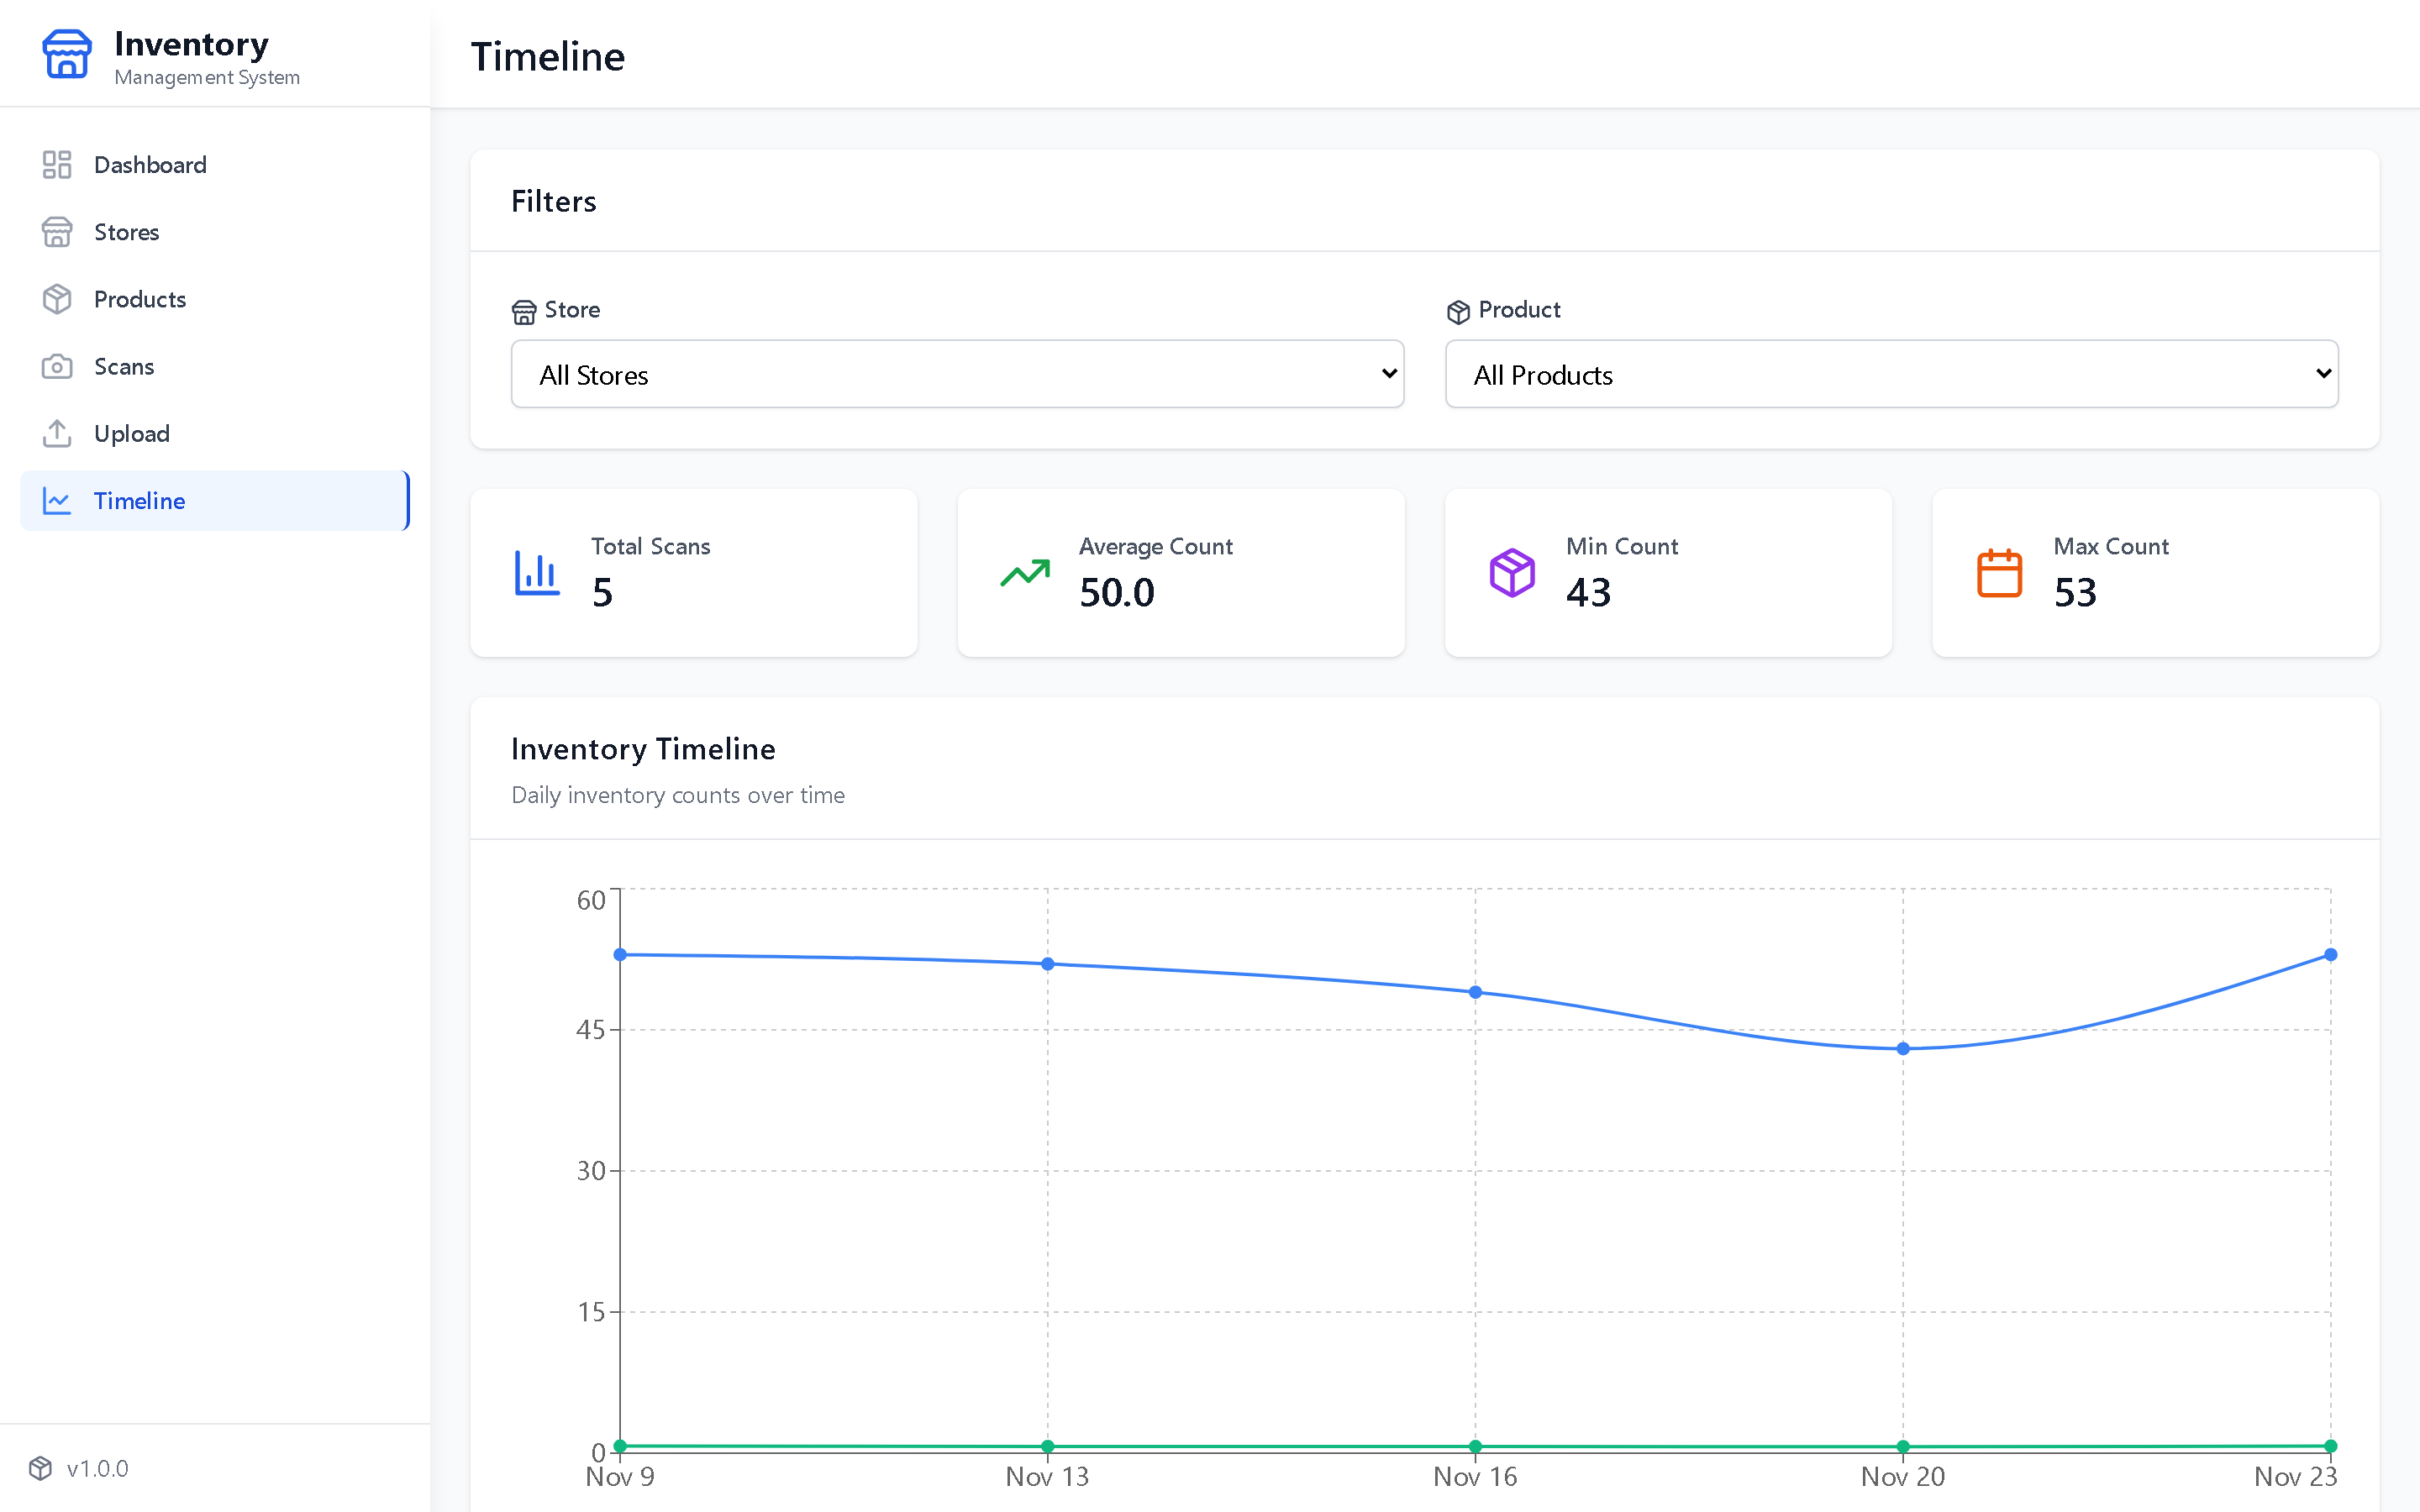 Inventory
Management System
Dashboard
Stores
Products
Scans
Upload
Timeline
v1.0.0
Timeline
Filters
Store
Product
All Stores
All Products
Total Scans
5
Average Count
50.0
Min Count
43
Max Count
53
Inventory Timeline
Daily inventory counts over time
60
45
30
15
0
Nov 9
Nov 13
Nov 16
Nov 20
Nov 23